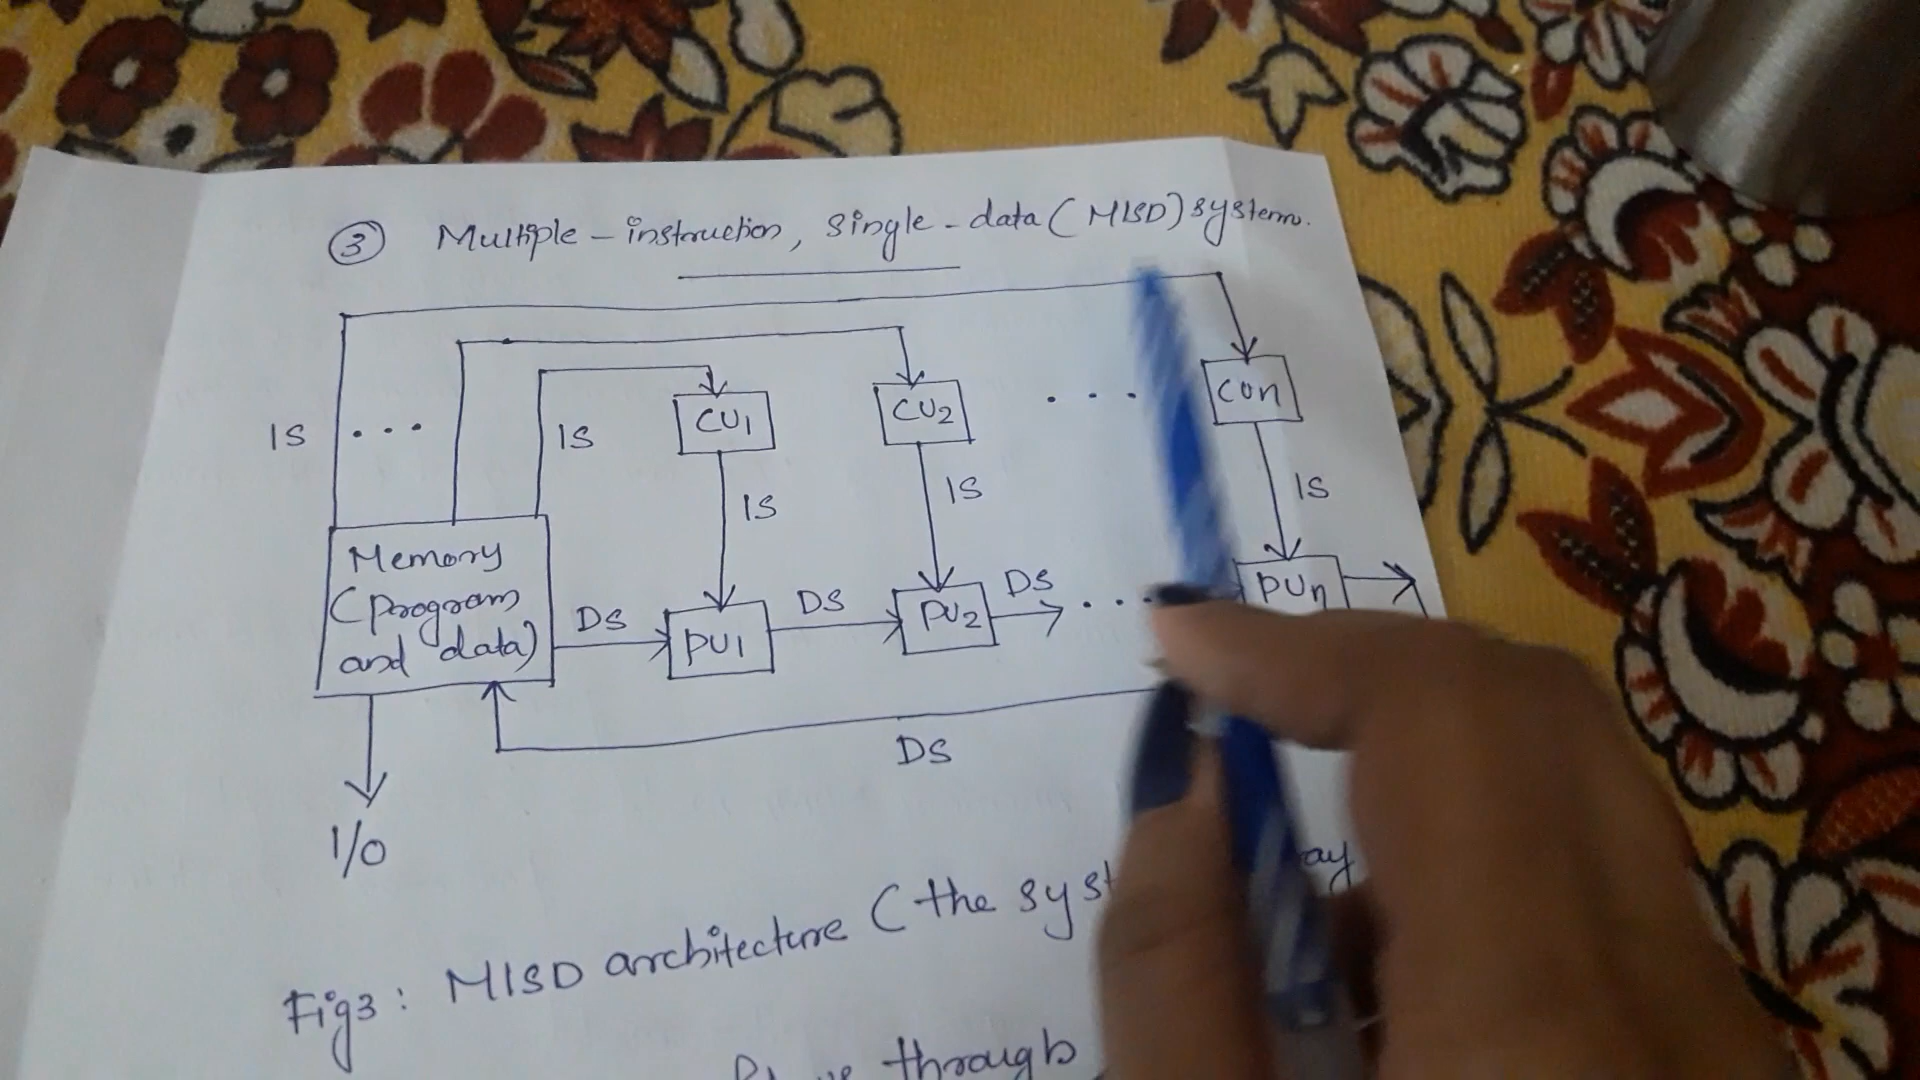 ③ Multiple - instruction, single - data (MISD) system.
IS ... IS
CU1 CU2 ... CUn
IS IS IS
Memory
(program
and data)
DS PU1 DS PU2 DS ... PUn
DS
I/O
Fig3: MISD architecture (the
through